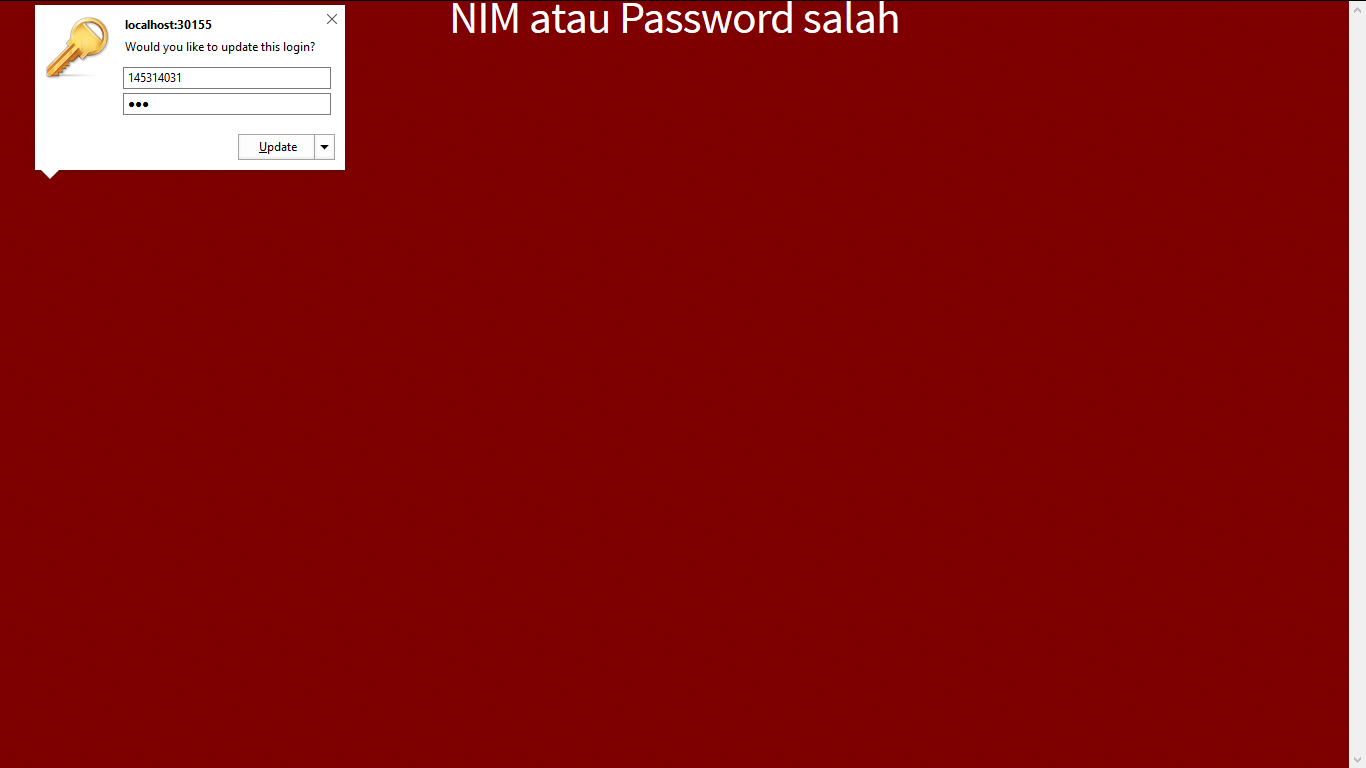 NIM atau Password salah
localhost:30155
Would you like to update this login?
145314031
●●●
Update